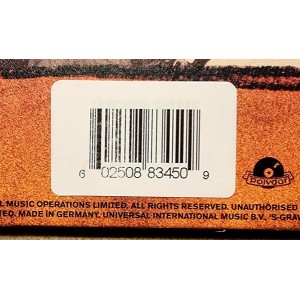 6 02508 83450 9
polydor
L MUSIC OPERATIONS LIMITED. ALL RIGHTS RESERVED. UNAUTHORISED
TED. MADE IN GERMANY. UNIVERSAL INTERNATIONAL MUSIC B.V., 'S-GRAV